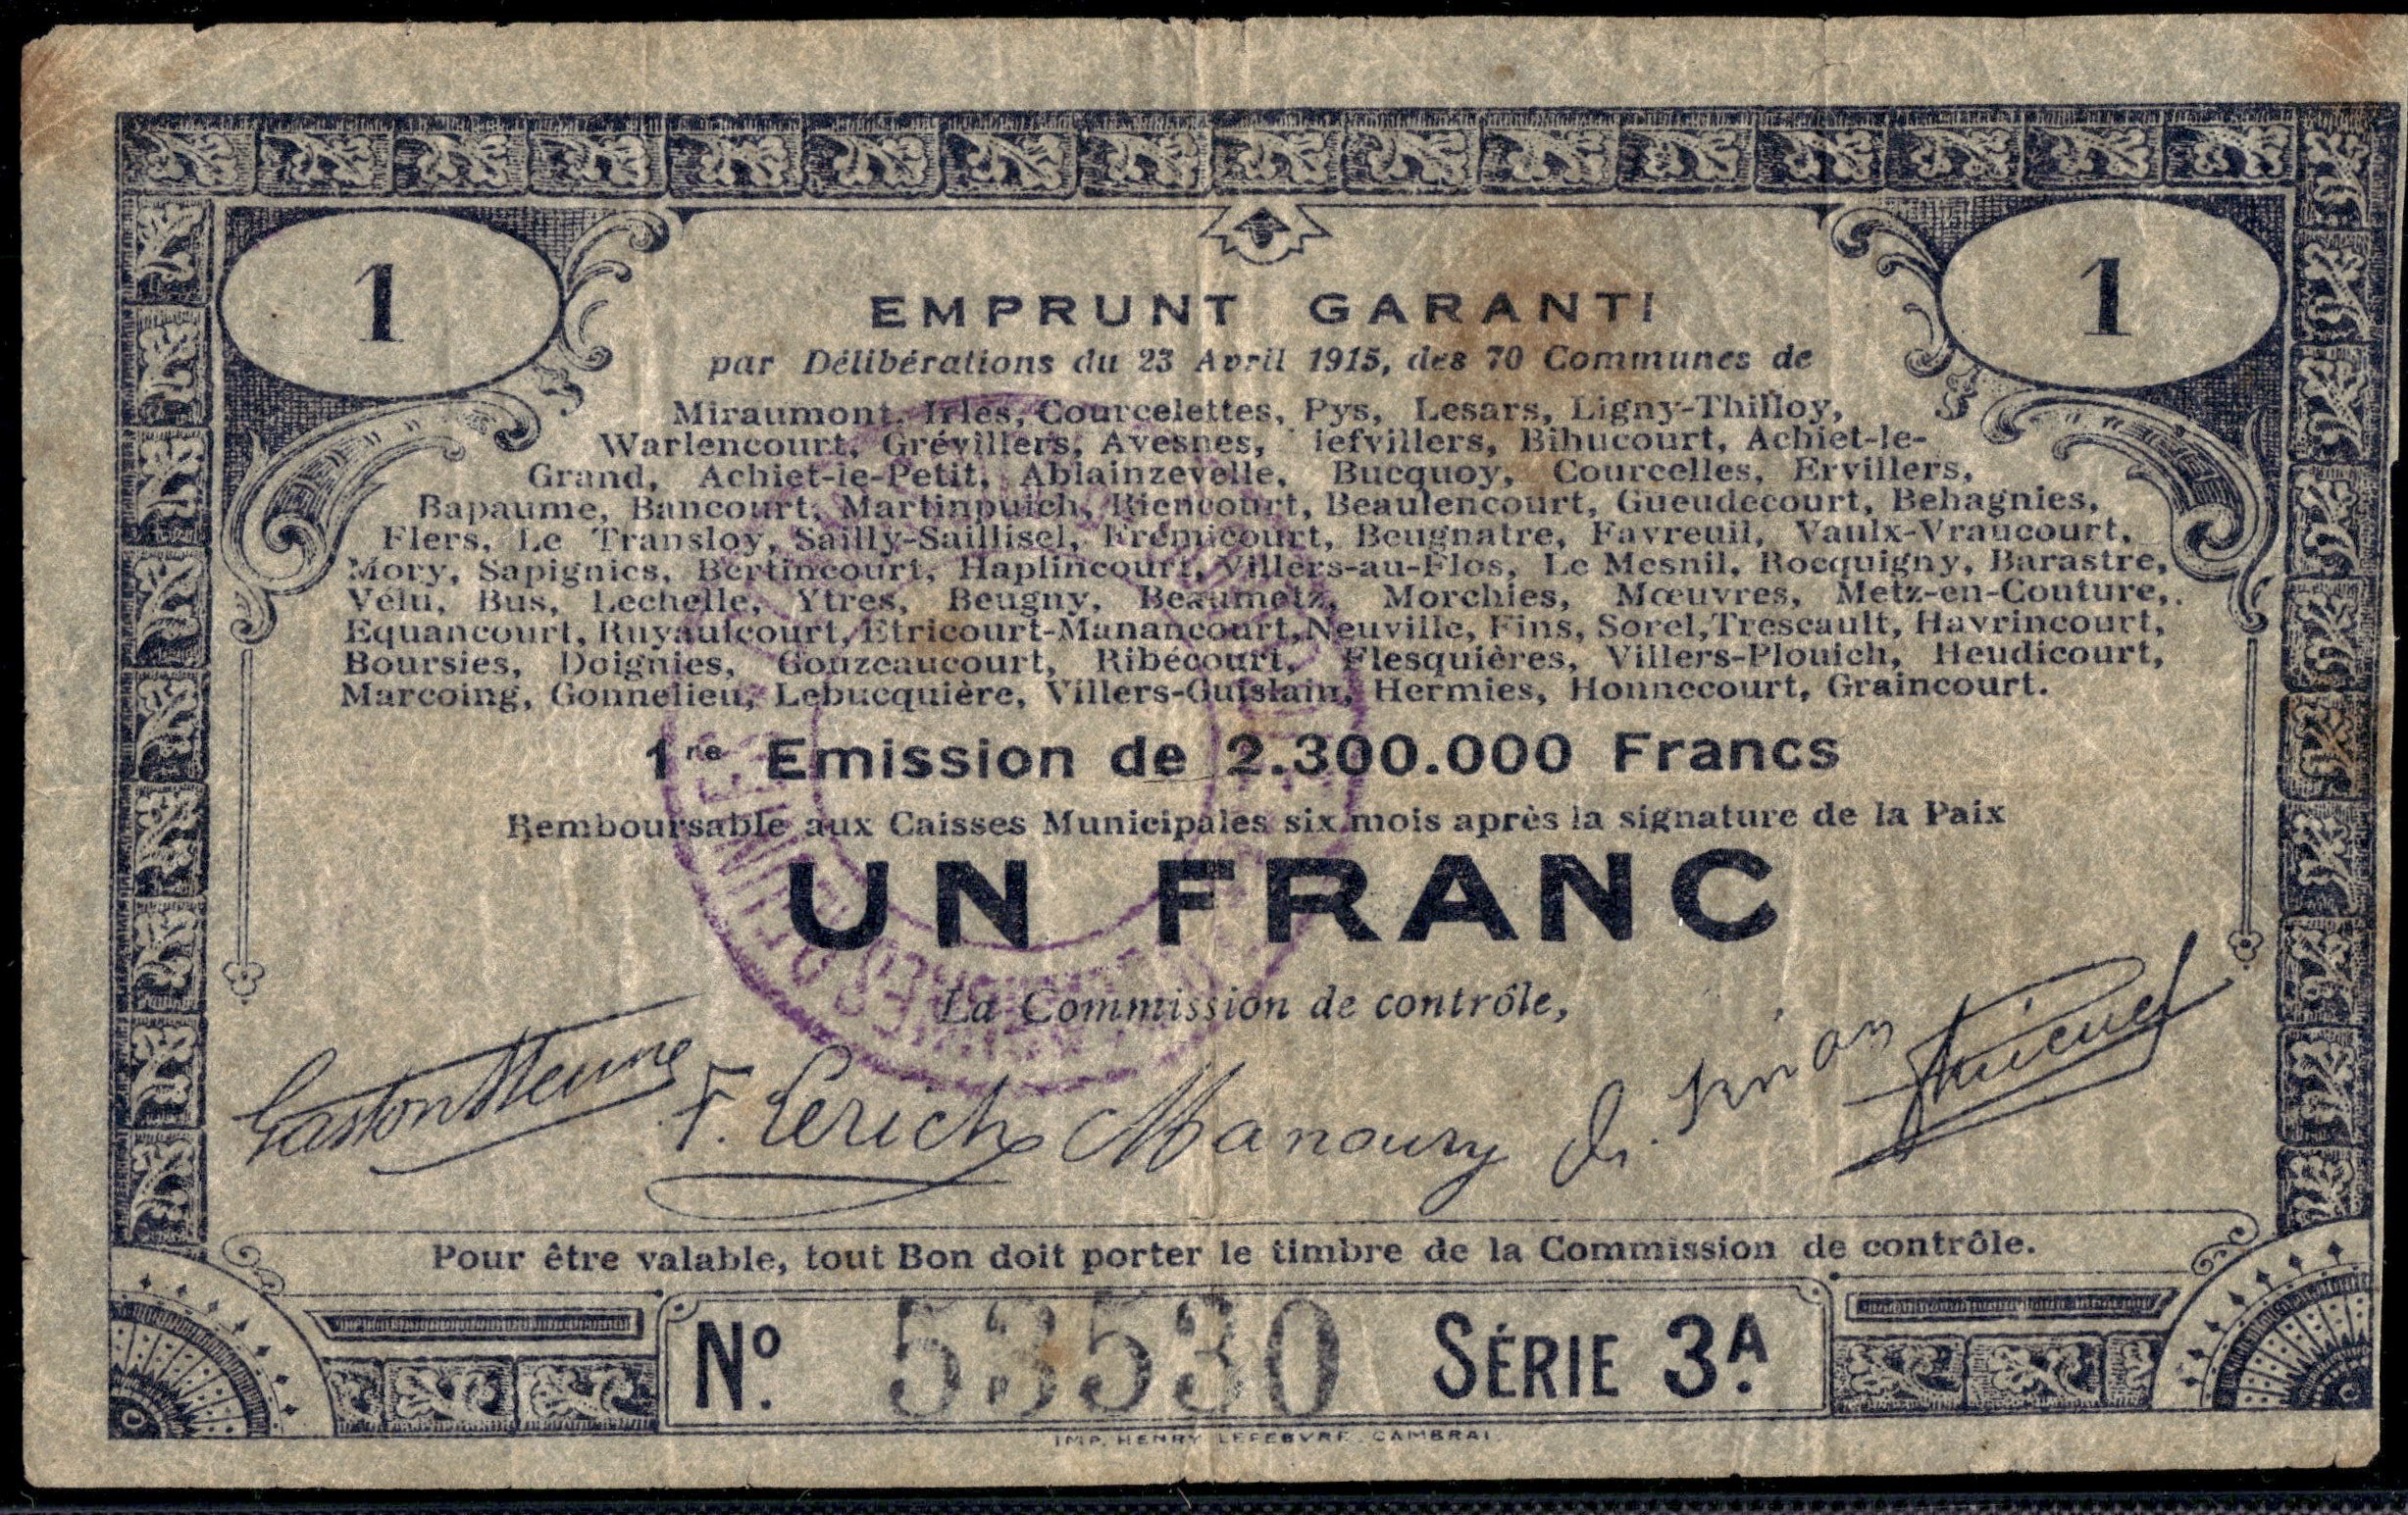 1
1
EMPRUNT GARANTI
par Délibérations du 23 Avril 1915, des 70 Communes de
Miraumont, Irles, Courcelettes, Pys, Lesars, Ligny-Thilloy,
Warlencourt, Grévillers, Avesnes, iefvillers, Bihucourt, Achiet-le-
Grand, Achiet-le-Petit, Ablainzevelle, Bucquoy, Courcelles, Ervillers,
Bapaume, Bancourt, Martinpuich, Riencourt, Beaulencourt, Gueudecourt, Behagnies,
Flers, Le Transloy, Sailly-Saillisel, Frémicourt, Beugnatre, Favreuil, Vaulx-Vraucourt,
Mory, Sapignies, Bertincourt, Haplincourt, Villers-au-Flos, Le Mesnil, Rocquigny, Barastre,
Vélu, Bus, Lechelle, Ytres, Beugny, Beaumetz, Morchies, Mœuvres, Metz-en-Couture,
Equancourt, Ruyaulcourt, Etricourt-Manancourt, Neuville, Fins, Sorel, Trescault, Havrincourt,
Boursies, Doignies, Gouzeaucourt, Ribécourt, Flesquières, Villers-Plouich, Heudicourt,
Marcoing, Gonnelieu, Lebucquière, Villers-Guislain, Hermies, Honnecourt, Graincourt.
1re Emission de 2.300.000 Francs
Remboursable aux Caisses Municipales six mois après la signature de la Paix
UN FRANC
La Commission de contrôle,
Gaston F. Lerich Manoury
Pour être valable, tout Bon doit porter le timbre de la Commission de contrôle.
No. 53530 SÉRIE 3A.
IMP. HENRY LEFEBVRE. CAMBRAI